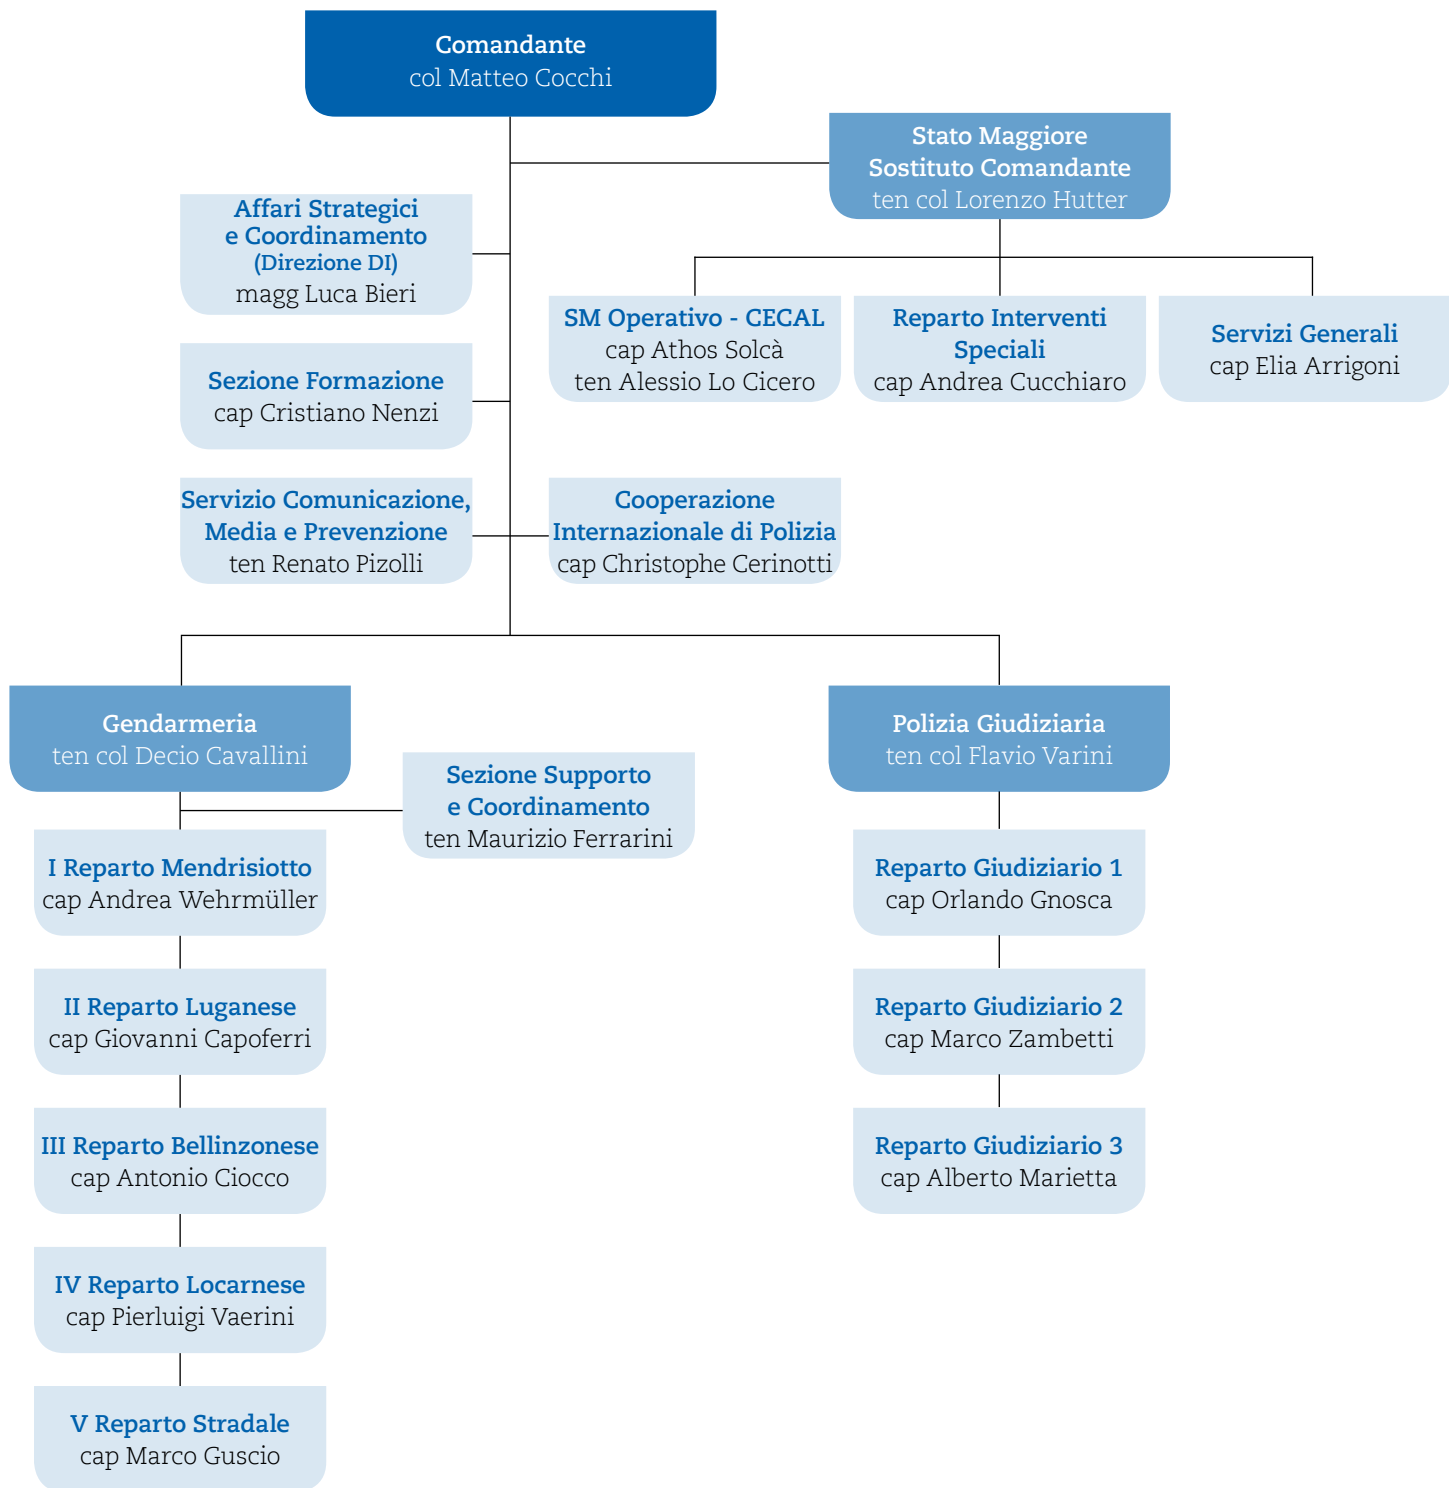 Comandante
col Matteo Cocchi
Stato Maggiore
Sostituto Comandante
ten col Lorenzo Hutter
Affari Strategici
e Coordinamento
(Direzione DI)
magg Luca Bieri
SM Operativo - CECAL
cap Athos Solcà
ten Alessio Lo Cicero
Reparto Interventi
Speciali
cap Andrea Cucchiaro
Servizi Generali
cap Elia Arrigoni
Sezione Formazione
cap Cristiano Nenzi
Servizio Comunicazione,
Media e Prevenzione
ten Renato Pizolli
Cooperazione
Internazionale di Polizia
cap Christophe Cerinotti
Gendarmeria
ten col Decio Cavallini
Polizia Giudiziaria
ten col Flavio Varini
Sezione Supporto
e Coordinamento
ten Maurizio Ferrarini
I Reparto Mendrisiotto
cap Andrea Wehrmüller
Reparto Giudiziario 1
cap Orlando Gnosca
II Reparto Luganese
cap Giovanni Capoferri
Reparto Giudiziario 2
cap Marco Zambetti
III Reparto Bellinzonese
cap Antonio Ciocco
Reparto Giudiziario 3
cap Alberto Marietta
IV Reparto Locarnese
cap Pierluigi Vaerini
V Reparto Stradale
cap Marco Guscio